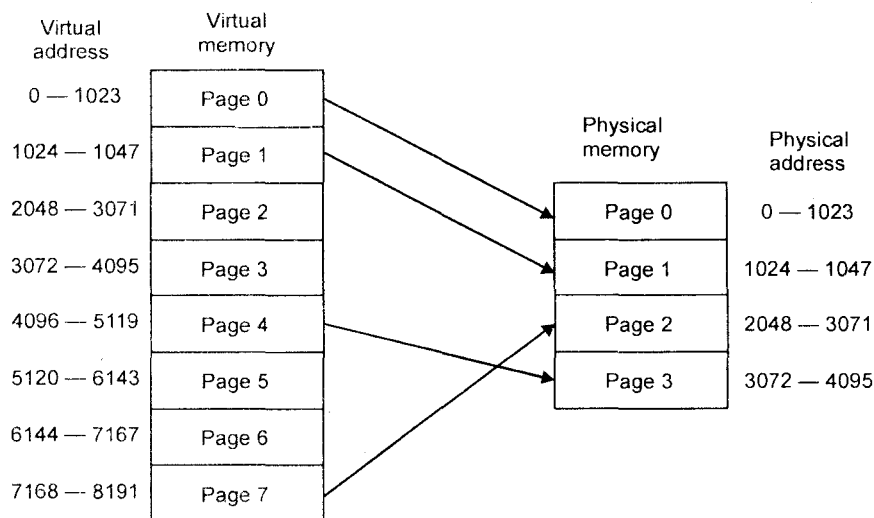 Virtual address
Virtual memory
0 — 1023
Page 0
1024 — 1047
Page 1
2048 — 3071
Page 2
3072 — 4095
Page 3
4096 — 5119
Page 4
5120 — 6143
Page 5
6144 — 7167
Page 6
7168 — 8191
Page 7
Physical memory
Physical address
Page 0
0 — 1023
Page 1
1024 — 1047
Page 2
2048 — 3071
Page 3
3072 — 4095